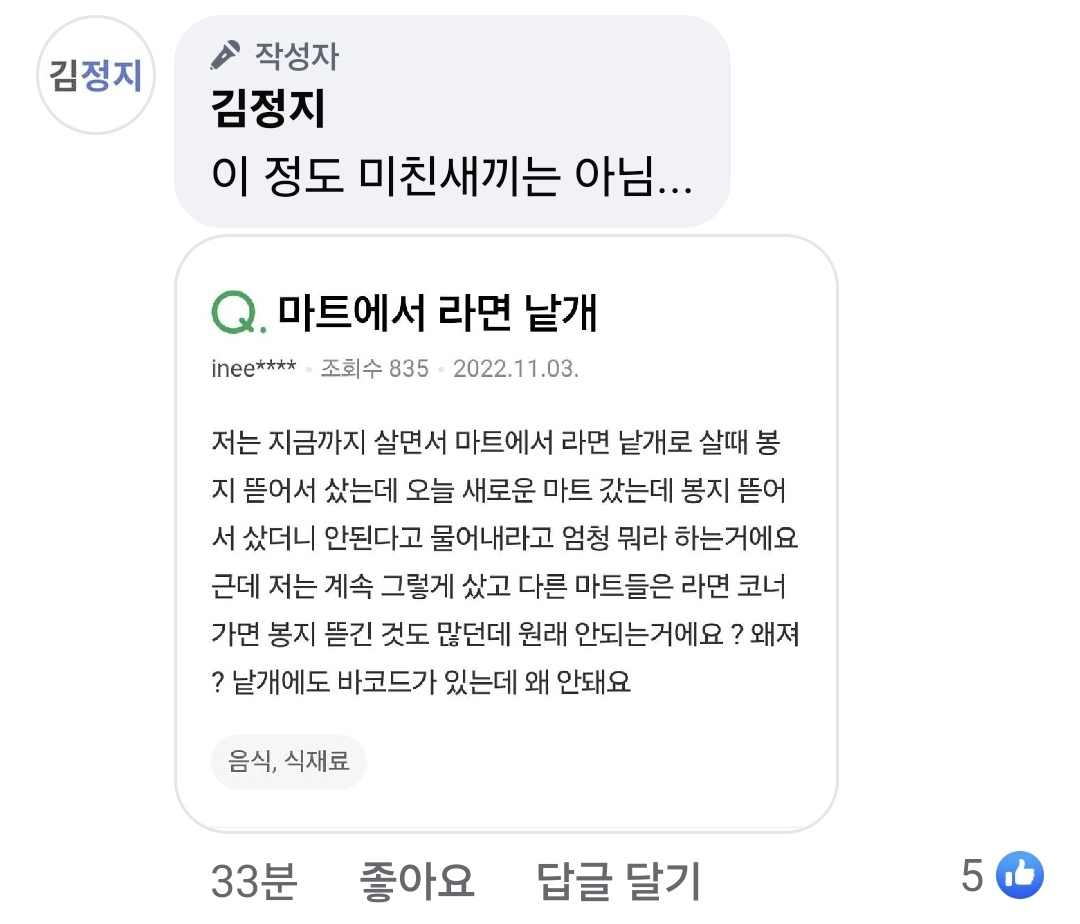 김정지
작성자
김정지
이 정도 미친새끼는 아님...
Q. 마트에서 라면 낱개
inee**** · 조회수 835 · 2022.11.03.
저는 지금까지 살면서 마트에서 라면 낱개로 살때 봉
지 뜯어서 샀는데 오늘 새로운 마트 갔는데 봉지 뜯어
서 샀더니 안된다고 물어내라고 엄청 뭐라 하는거에요
근데 저는 계속 그렇게 샀고 다른 마트들은 라면 코너
가면 봉지 뜯긴 것도 많던데 원래 안되는거에요 ? 왜져
? 낱개에도 바코드가 있는데 왜 안돼요
음식, 식재료
33분 좋아요 답글 달기 5